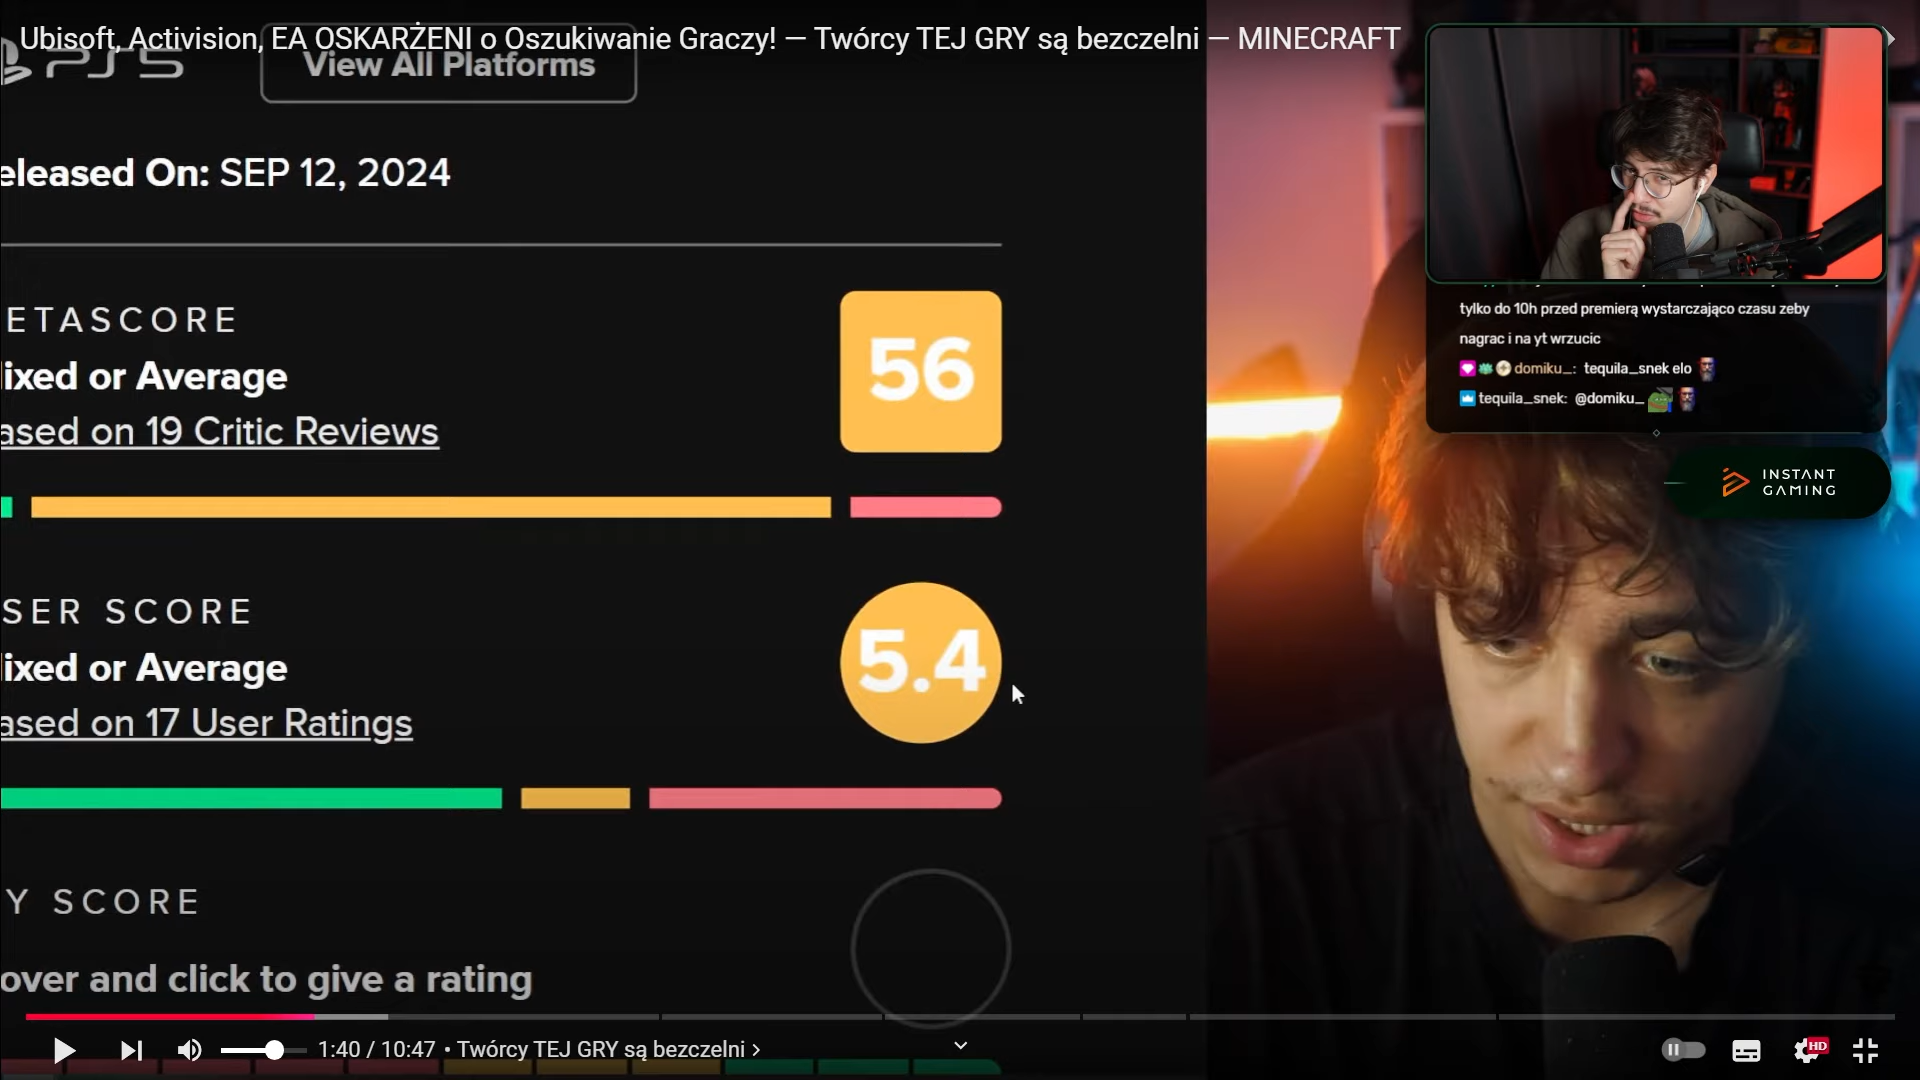 Ubisoft, Activision, EA OSKARŻENI o Oszukiwanie Graczy! — Twórcy TEJ GRY są bezczelni — MINECRAFT
PS5
View All Platforms
eleased On: SEP 12, 2024
ETASCORE
ixed or Average
ased on 19 Critic Reviews
56
SER SCORE
ixed or Average
ased on 17 User Ratings
5.4
Y SCORE
over and click to give a rating
tylko do 10h przed premierą wystarczająco czasu zeby
nagrac i na yt wrzucic
domiku_: tequila_snek elo
tequila_snek: @domiku_
INSTANT
GAMING
1:40 / 10:47 • Twórcy TEJ GRY są bezczelni
HD